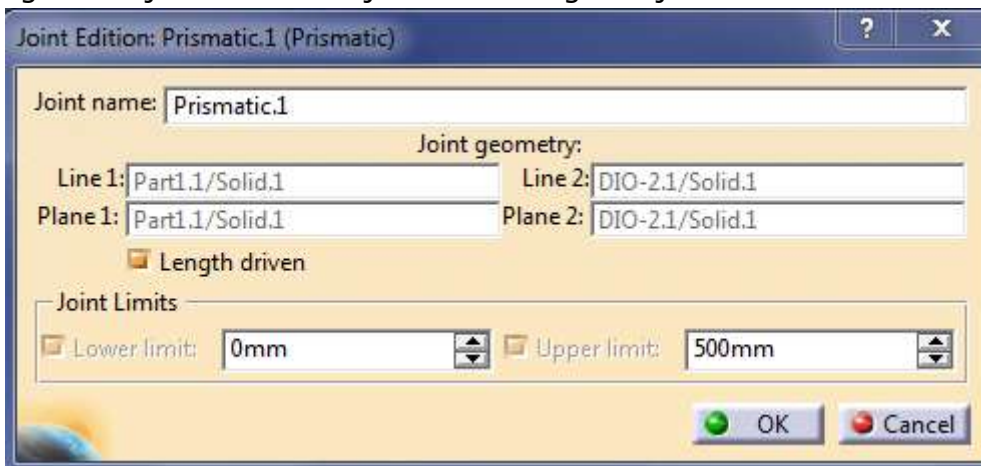 Joint Edition: Prismatic.1 (Prismatic)
? X
Joint name: Prismatic.1
Joint geometry:
Line 1: Part1.1/Solid.1 Line 2: DIO-2.1/Solid.1
Plane 1: Part1.1/Solid.1 Plane 2: DIO-2.1/Solid.1
Length driven
Joint Limits
Lower limit: 0mm Upper limit: 500mm
OK Cancel